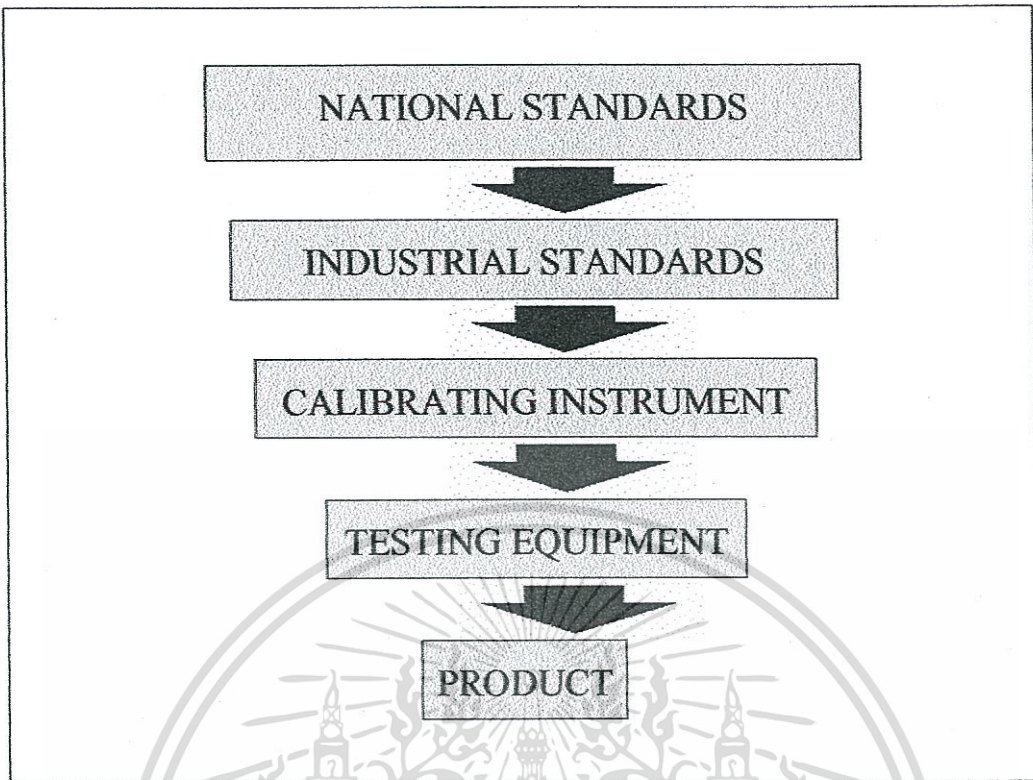 NATIONAL STANDARDS
INDUSTRIAL STANDARDS
CALIBRATING INSTRUMENT
TESTING EQUIPMENT
PRODUCT